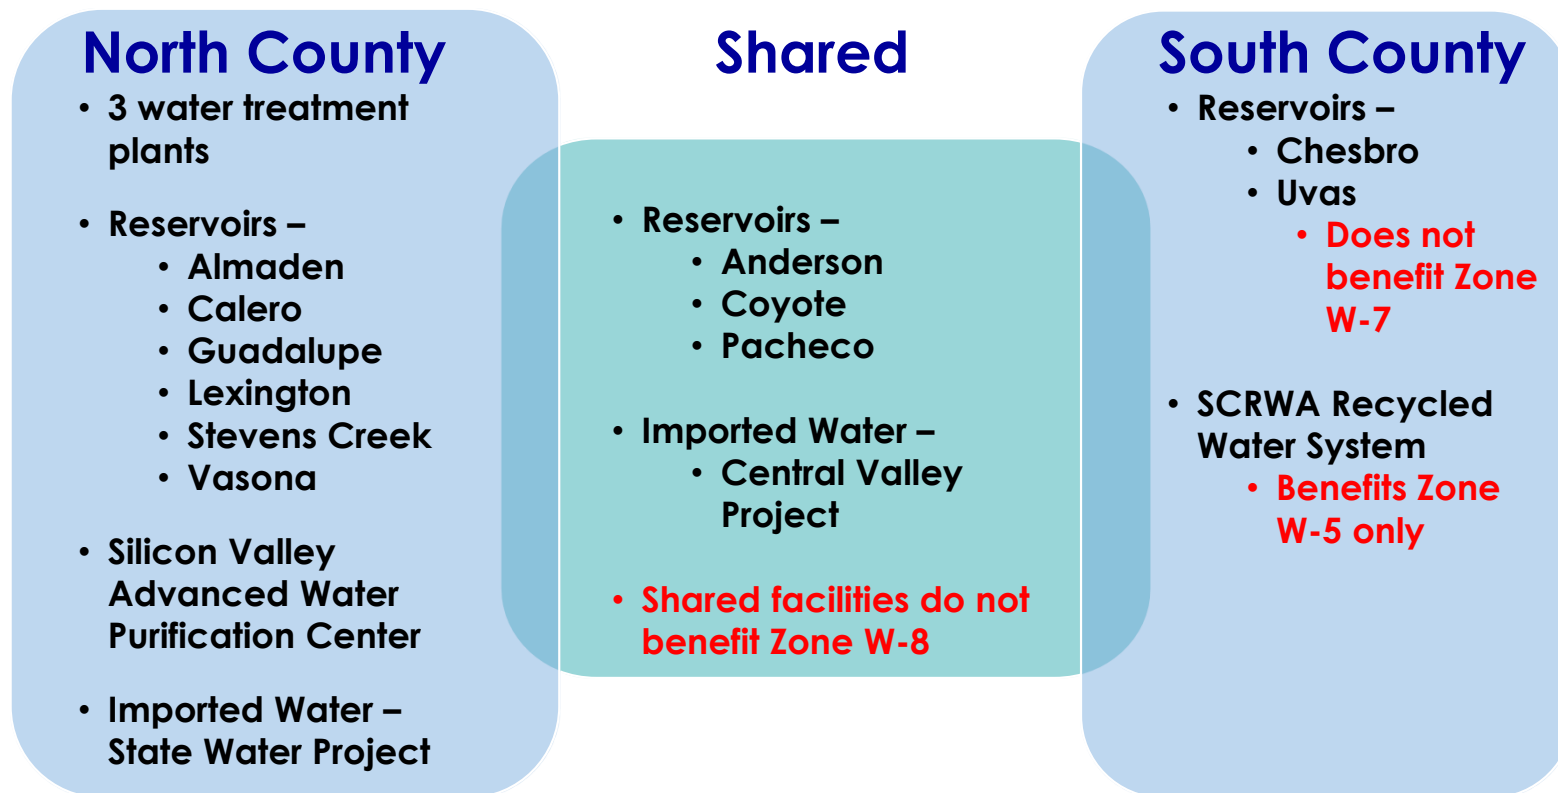 North County
• 3 water treatment
plants
• Reservoirs –
• Almaden
• Calero
• Guadalupe
• Lexington
• Stevens Creek
• Vasona
• Silicon Valley
Advanced Water
Purification Center
• Imported Water –
State Water Project
Shared
• Reservoirs –
• Anderson
• Coyote
• Pacheco
• Imported Water –
• Central Valley
Project
• Shared facilities do not
benefit Zone W-8
South County
• Reservoirs –
• Chesbro
• Uvas
• Does not
benefit Zone
W-7
• SCRWA Recycled
Water System
• Benefits Zone
W-5 only